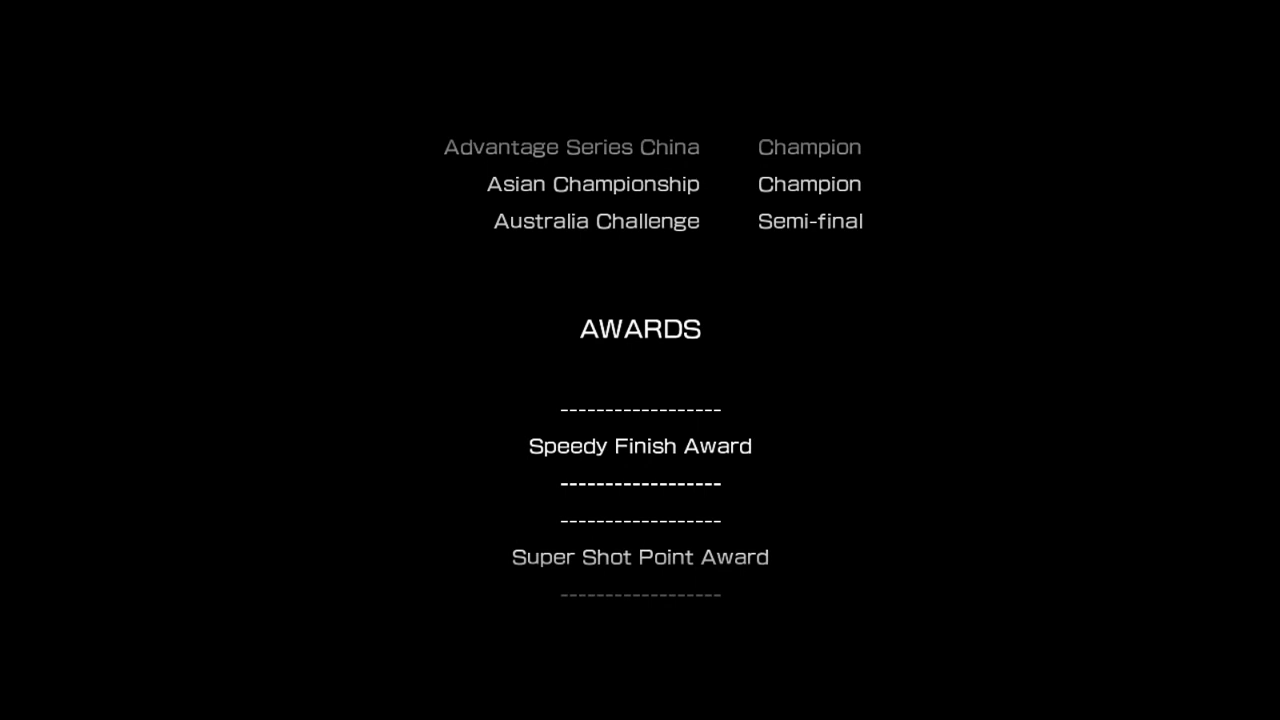 Advantage Series China Champion
Asian Championship Champion
Australia Challenge Semi-final
AWARDS
------------------
Speedy Finish Award
------------------
------------------
Super Shot Point Award
------------------